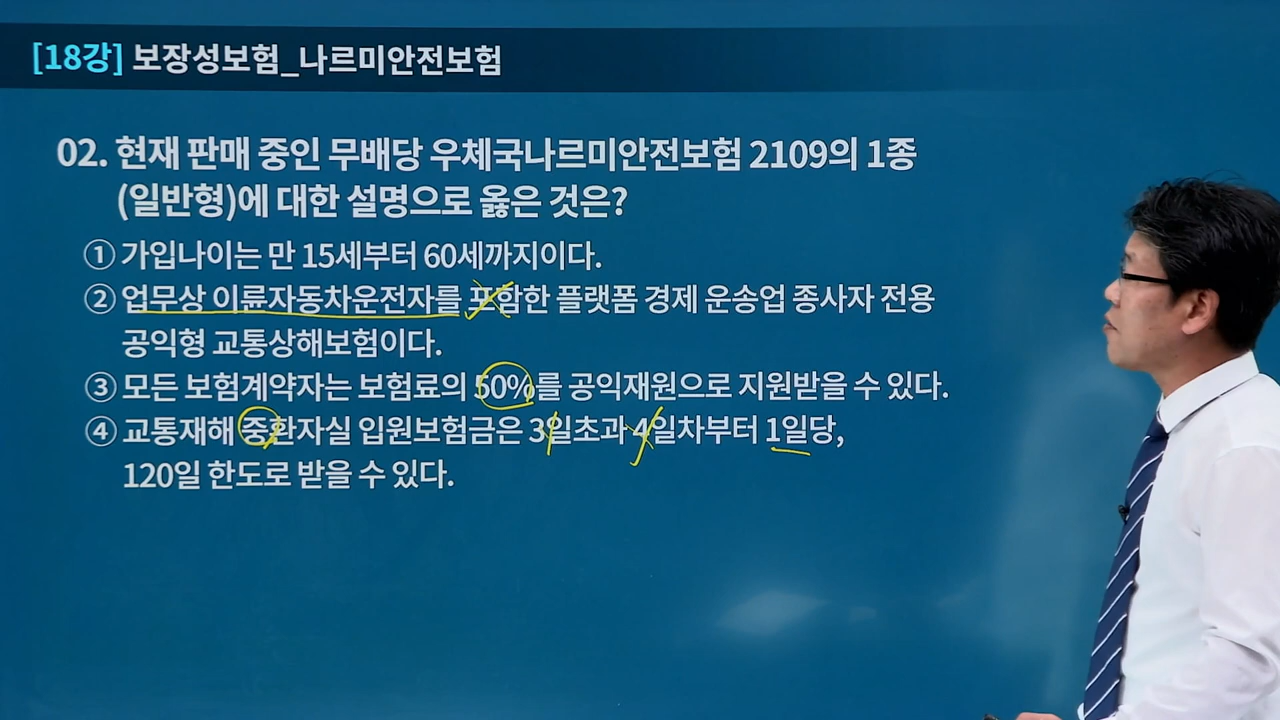 [18강] 보장성보험_나르미안전보험
02. 현재 판매 중인 무배당 우체국나르미안전보험 2109의 1종
(일반형)에 대한 설명으로 옳은 것은?
① 가입나이는 만 15세부터 60세까지이다.
② 업무상 이륜자동차운전자를 포함한 플랫폼 경제 운송업 종사자 전용
공익형 교통상해보험이다.
③ 모든 보험계약자는 보험료의 50%를 공익재원으로 지원받을 수 있다.
④ 교통재해 중환자실 입원보험금은 3일초과 4일차부터 1일당,
120일 한도로 받을 수 있다.